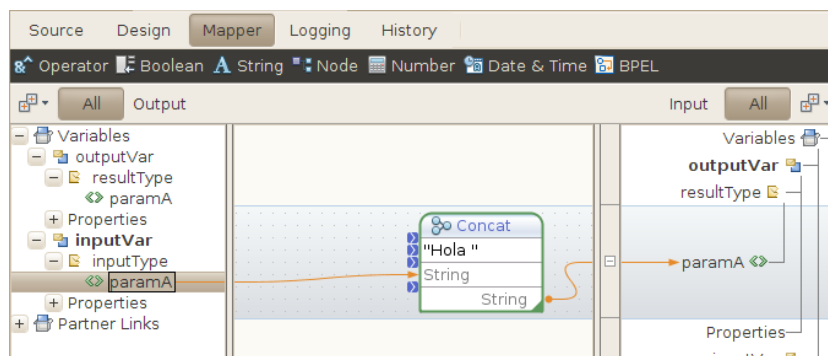 Source Design Mapper Logging History
&^ Operator Boolean A String Node Number Date & Time BPEL
All Output Input All
Variables
outputVar
resultType
paramA
Properties
inputVar
inputType
paramA
Properties
Partner Links
Concat
"Hola "
String
String
Variables
outputVar
resultType
paramA
Properties